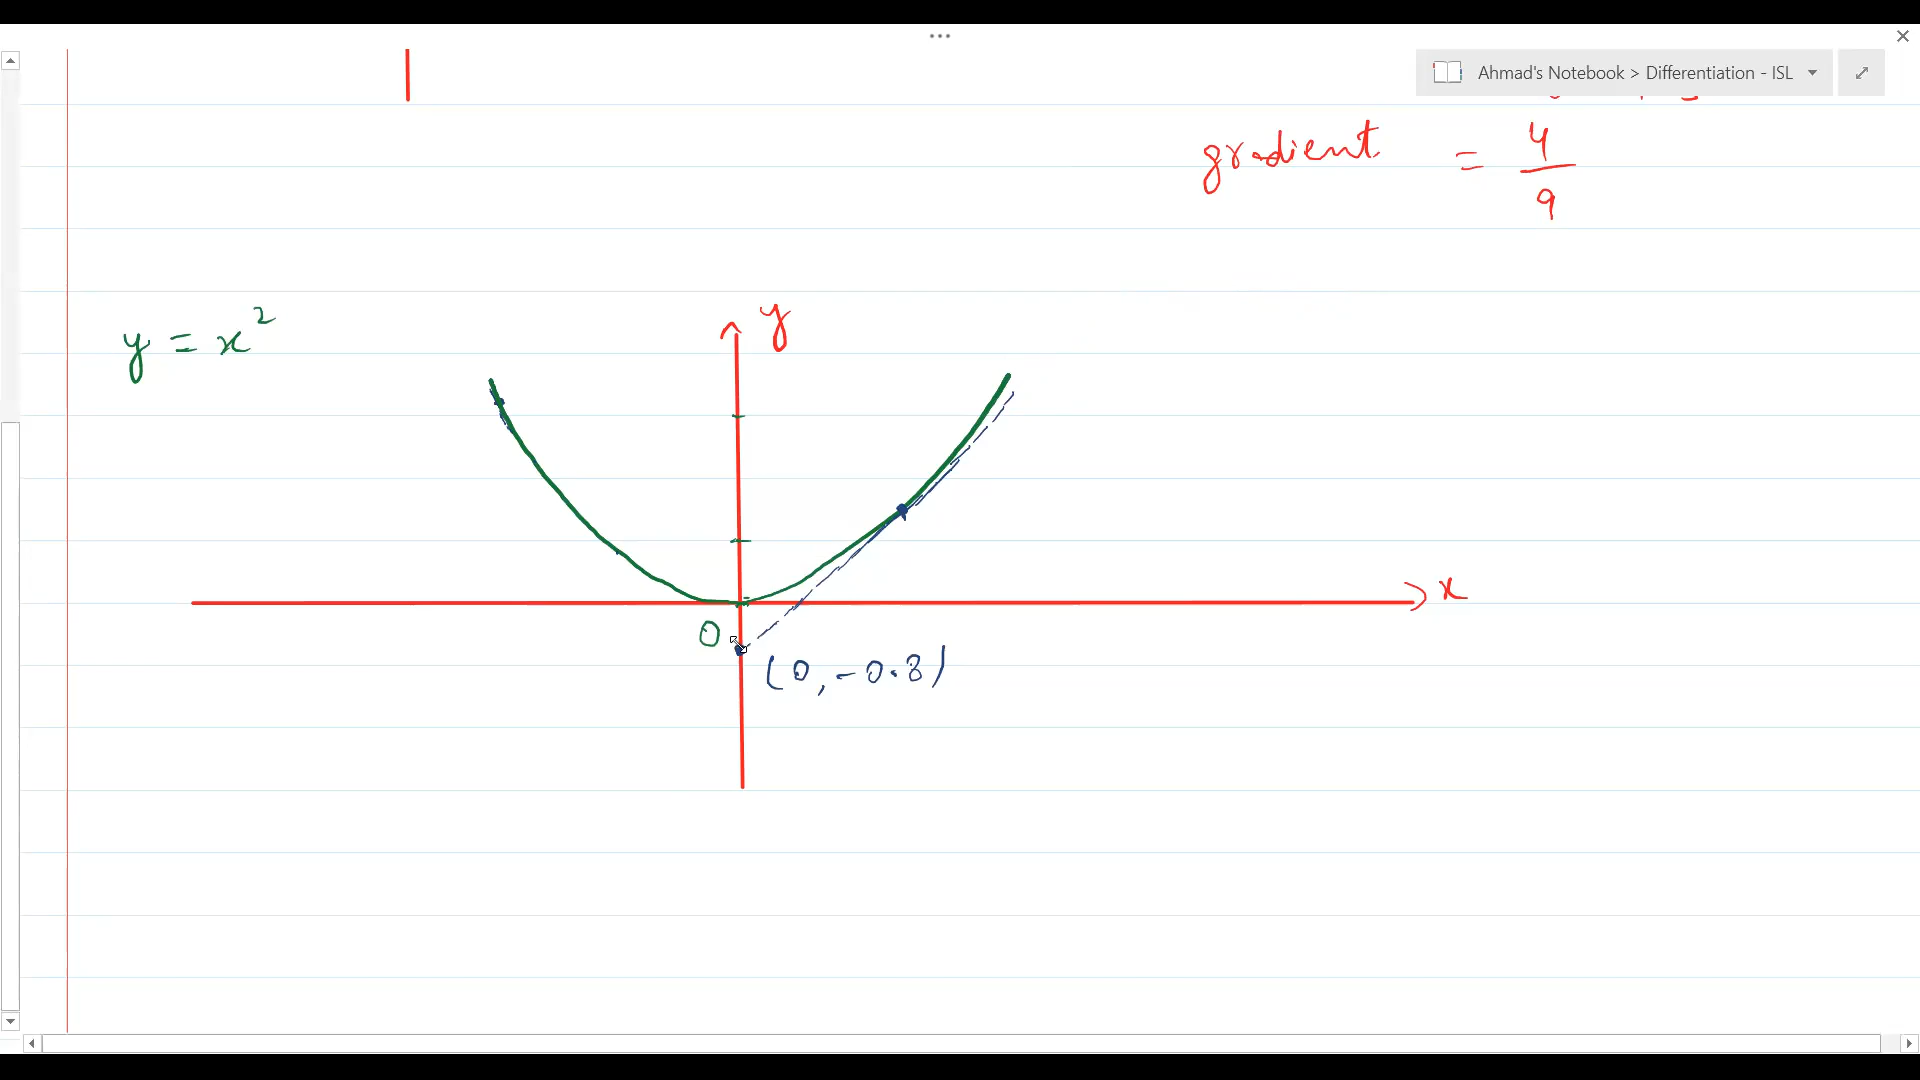 Ahmad's Notebook > Differentiation - ISL
gradient = 4/9
y = x²
y
x
0
(0, -0.8)